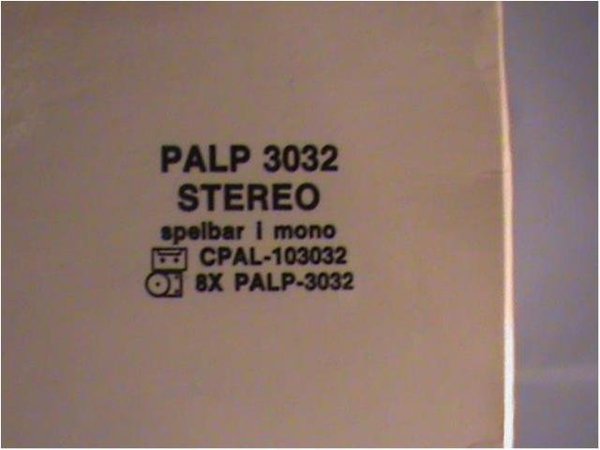 PALP 3032
STEREO
spelbar i mono
CPAL-103032
8X PALP-3032